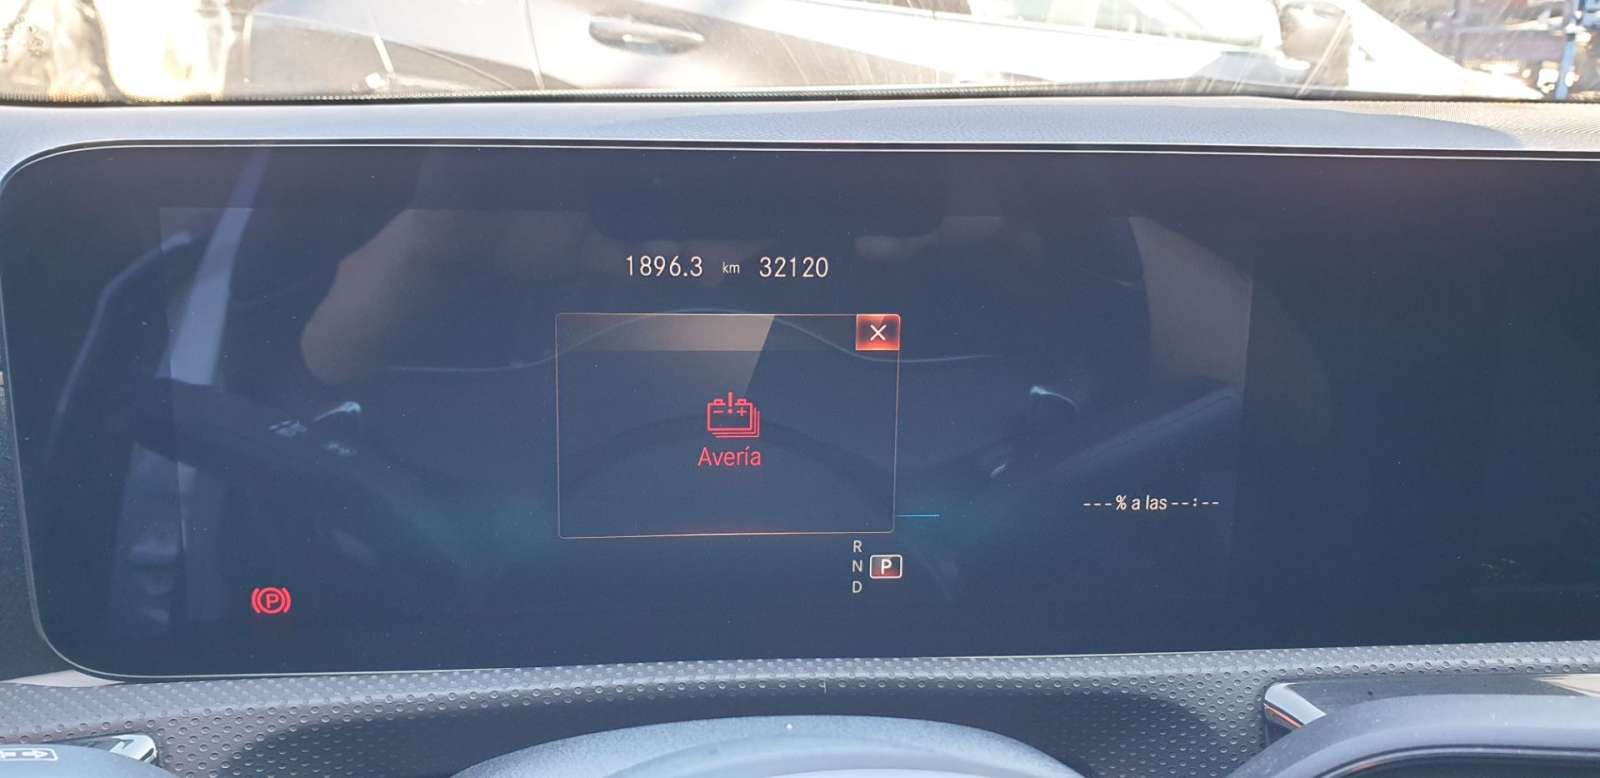 1896.3 km 32120
Avería
---% a las --:--
R
N P
D